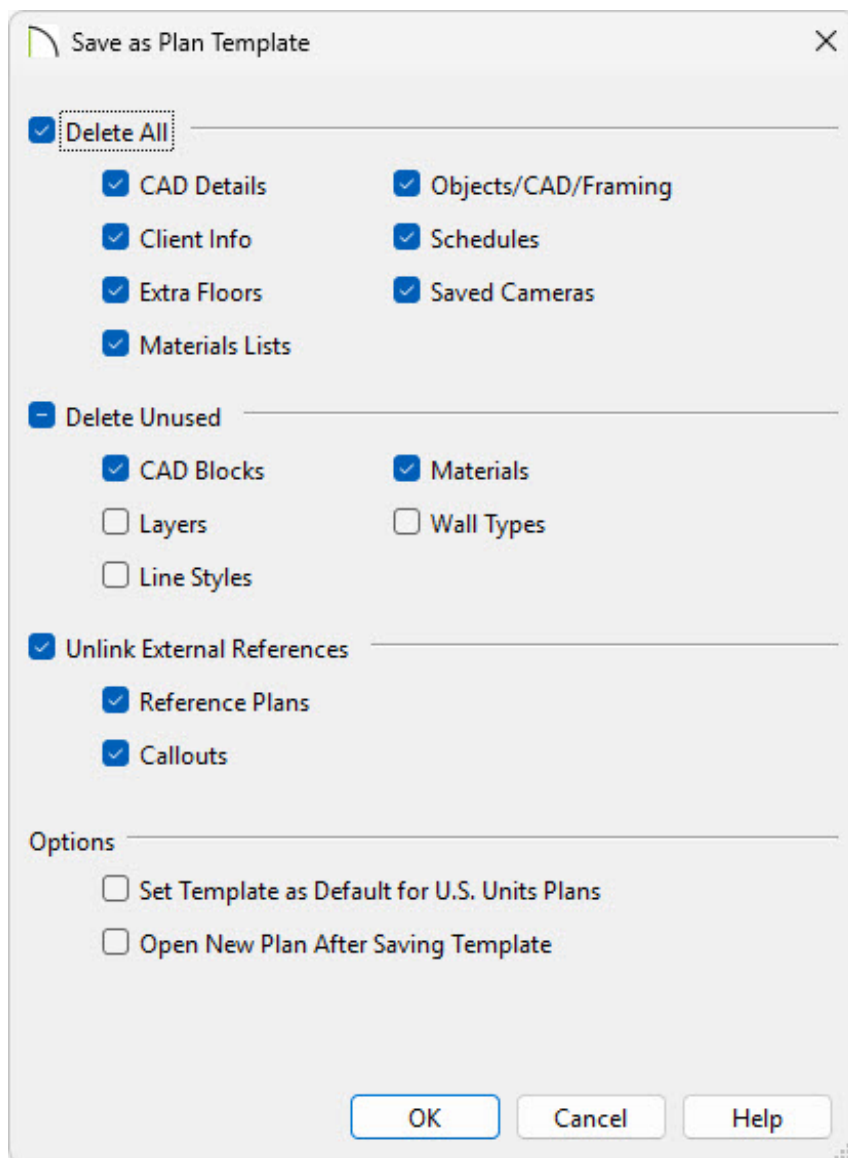 Save as Plan Template
Delete All
CAD Details
Objects/CAD/Framing
Client Info
Schedules
Extra Floors
Saved Cameras
Materials Lists
Delete Unused
CAD Blocks
Materials
Layers
Wall Types
Line Styles
Unlink External References
Reference Plans
Callouts
Options
Set Template as Default for U.S. Units Plans
Open New Plan After Saving Template
OK
Cancel
Help